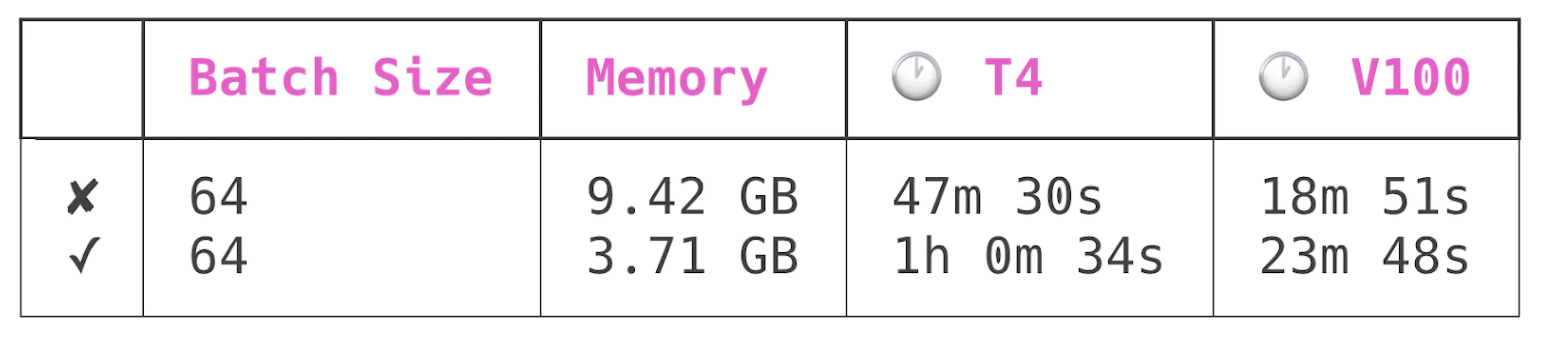 Batch Size Memory 🕐 T4 🕐 V100
✘ 64 9.42 GB 47m 30s 18m 51s
✓ 64 3.71 GB 1h 0m 34s 23m 48s